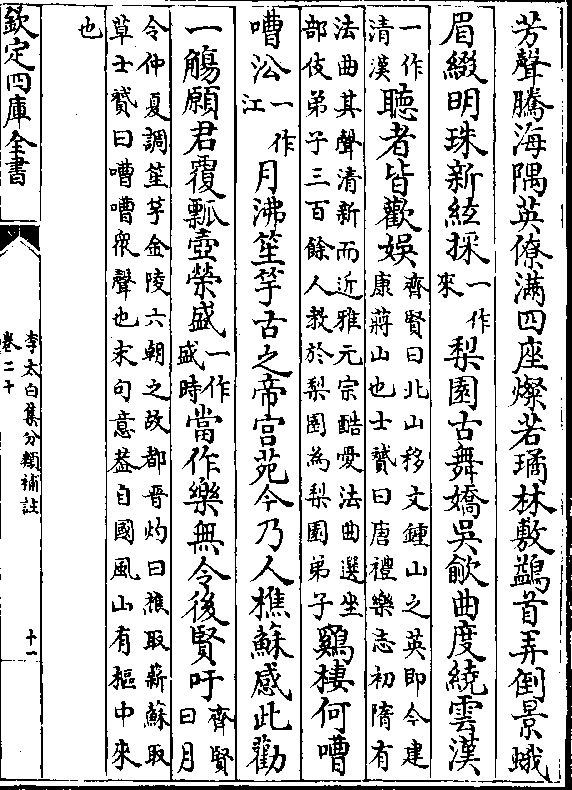 芳聲騰海隅英僚滿四座燦若璚林敷鷁首弄倒景蛾
眉綴明珠新絃採一作來梨園古舞嬌吳歈曲度繞雲漢
一作清漢聽者皆歡娛齊賢曰北山移文鍾山之英即今建康蔣山也士贇曰唐禮樂志初隋有
法曲其聲清新而近雅元宗酷愛法曲選坐部伎弟子三百餘人教於梨園為梨園弟子鷄棲何嘈
嘈㳂一作江月沸笙竽古之帝宫苑今乃人樵蘇感此勸
一觴願君覆瓢壺榮盛一作盛時當作樂無令後賢吁齊賢曰月
令仲夏調笙竽金陵六朝之故都晋灼曰樵取薪蘇取草士贇曰嘈嘈衆聲也末句意葢自國風山有樞中來
也
欽定四庫全書
李太白集分類補註
卷二十
十一